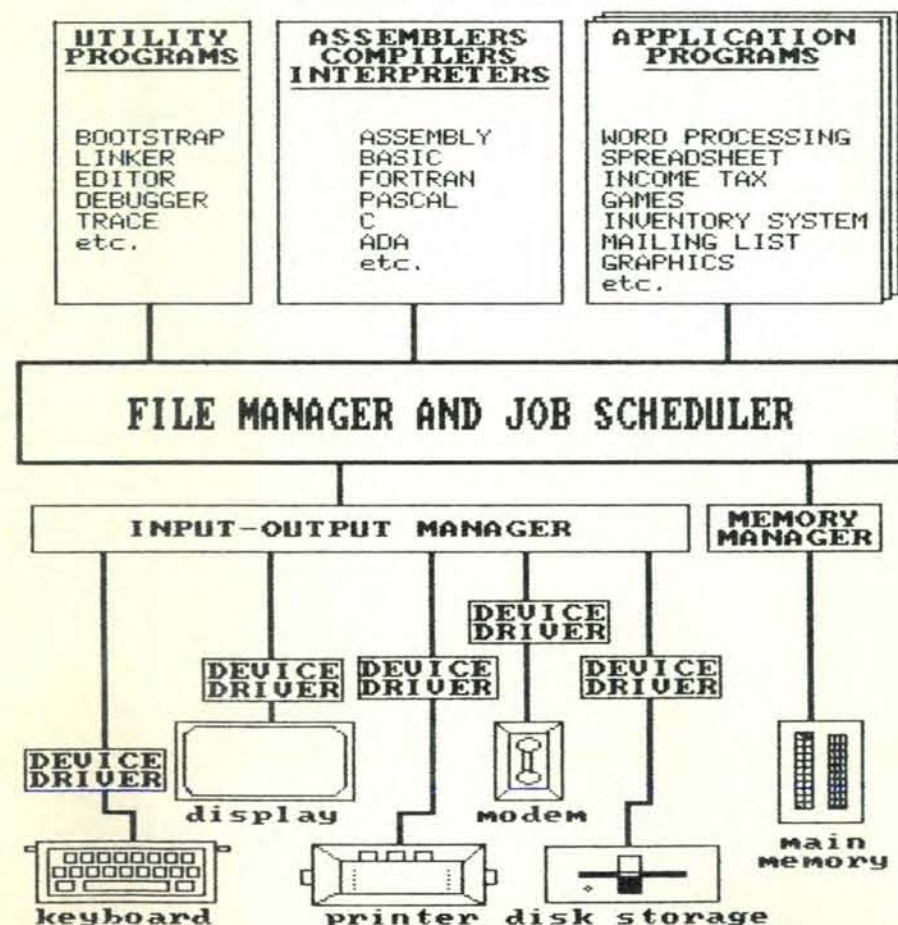 UTILITY
PROGRAMS
BOOTSTRAP
LINKER
EDITOR
DEBUGGER
TRACE
etc.
ASSEMBLERS
COMPILERS
INTERPRETERS
ASSEMBLY
BASIC
FORTRAN
PASCAL
C
ADA
etc.
APPLICATION
PROGRAMS
WORD PROCESSING
SPREADSHEET
INCOME TAX
GAMES
INVENTORY SYSTEM
MAILING LIST
GRAPHICS
etc.
FILE MANAGER AND JOB SCHEDULER
INPUT-OUTPUT MANAGER
MEMORY
MANAGER
DEVICE
DRIVER
DEVICE
DRIVER
DEVICE
DRIVER
DEVICE
DRIVER
DEVICE
DRIVER
display
modem
main
memory
keyboard
printer
disk storage